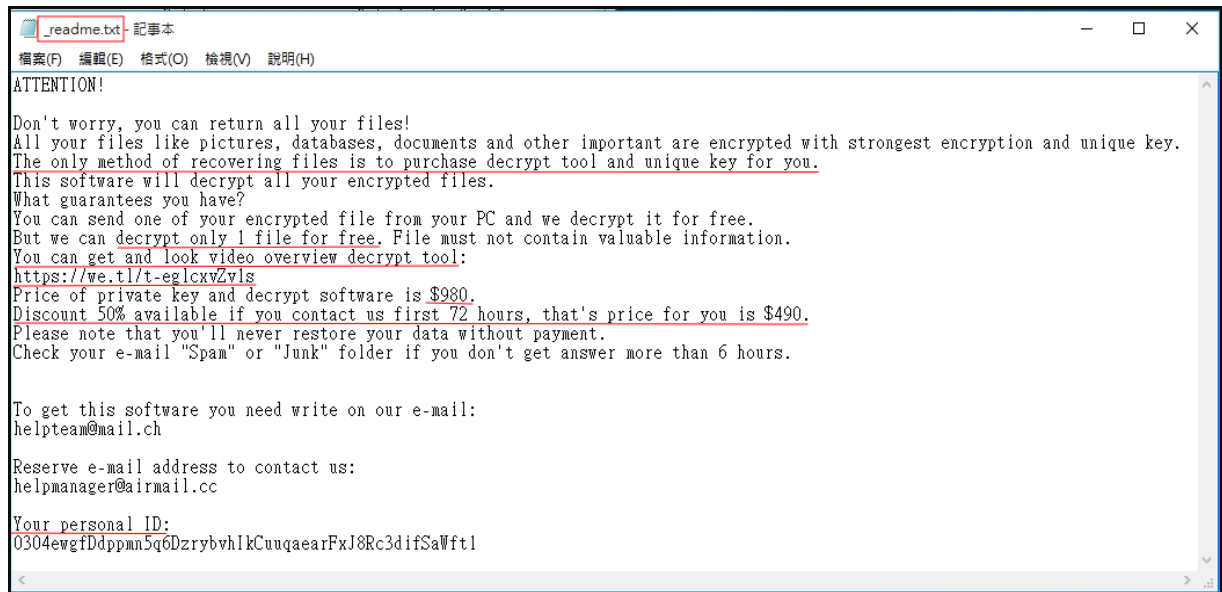 _readme.txt - 記事本
檔案(F) 編輯(E) 格式(O) 檢視(V) 說明(H)
ATTENTION!
Don't worry, you can return all your files!
All your files like pictures, databases, documents and other important are encrypted with strongest encryption and unique key.
The only method of recovering files is to purchase decrypt tool and unique key for you.
This software will decrypt all your encrypted files.
What guarantees you have?
You can send one of your encrypted file from your PC and we decrypt it for free.
But we can decrypt only 1 file for free. File must not contain valuable information.
You can get and look video overview decrypt tool:
https://we.tl/t-eglcxvZvls
Price of private key and decrypt software is $980.
Discount 50% available if you contact us first 72 hours, that's price for you is $490.
Please note that you'll never restore your data without payment.
Check your e-mail "Spam" or "Junk" folder if you don't get answer more than 6 hours.
To get this software you need write on our e-mail:
helpteam@mail.ch
Reserve e-mail address to contact us:
helpmanager@airmail.cc
Your personal ID:
0304ewgfDdppmn5q6DzrybvhIkCuuqaearFxJ8Rc3difSaWft1